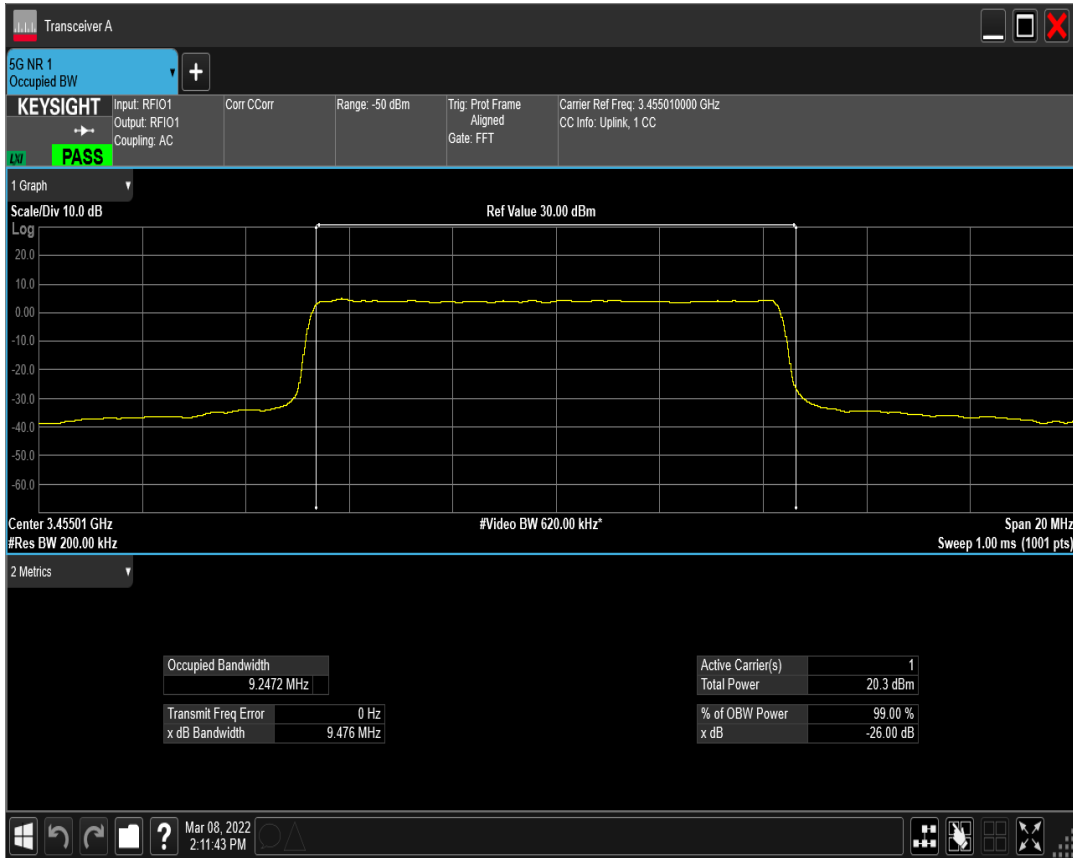 Transceiver A
5G NR 1
Occupied BW
+
KEYSIGHT
LXI
PASS
Input: RFIO1
Output: RFIO1
Coupling: AC
Corr CCorr
Range: -50 dBm
Trig: Prot Frame
Aligned
Gate: FFT
Carrier Ref Freq: 3.455010000 GHz
CC Info: Uplink, 1 CC
1 Graph
Scale/Div 10.0 dB
Ref Value 30.00 dBm
Log
20.0
10.0
0.00
-10.0
-20.0
-30.0
-40.0
-50.0
-60.0
Center 3.45501 GHz
#Video BW 620.00 kHz*
Span 20 MHz
#Res BW 200.00 kHz
Sweep 1.00 ms (1001 pts)
2 Metrics
Occupied Bandwidth
9.2472 MHz
Transmit Freq Error 0 Hz
x dB Bandwidth 9.476 MHz
Active Carrier(s) 1
Total Power 20.3 dBm
% of OBW Power 99.00 %
x dB -26.00 dB
?
Mar 08, 2022
2:11:43 PM